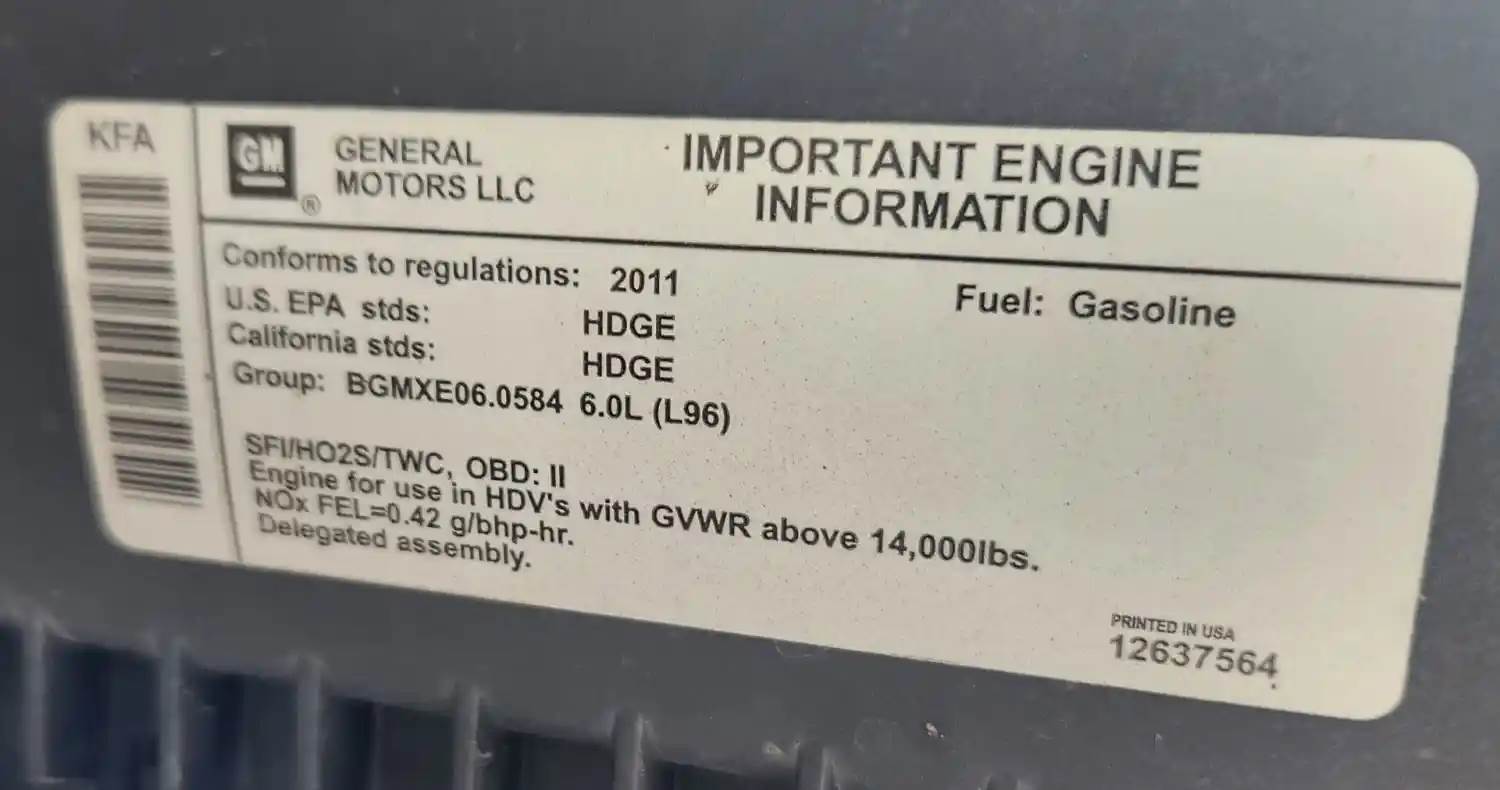 KFA
GM
®
GENERAL
MOTORS LLC
IMPORTANT ENGINE
INFORMATION
Conforms to regulations: 2011
Fuel: Gasoline
U.S. EPA stds: HDGE
California stds: HDGE
Group: BGMXE06.0584 6.0L (L96)
SFI/HO2S/TWC, OBD: II
Engine for use in HDV's with GVWR above 14,000lbs.
NOx FEL=0.42 g/bhp-hr.
Delegated assembly.
PRINTED IN USA
12637564